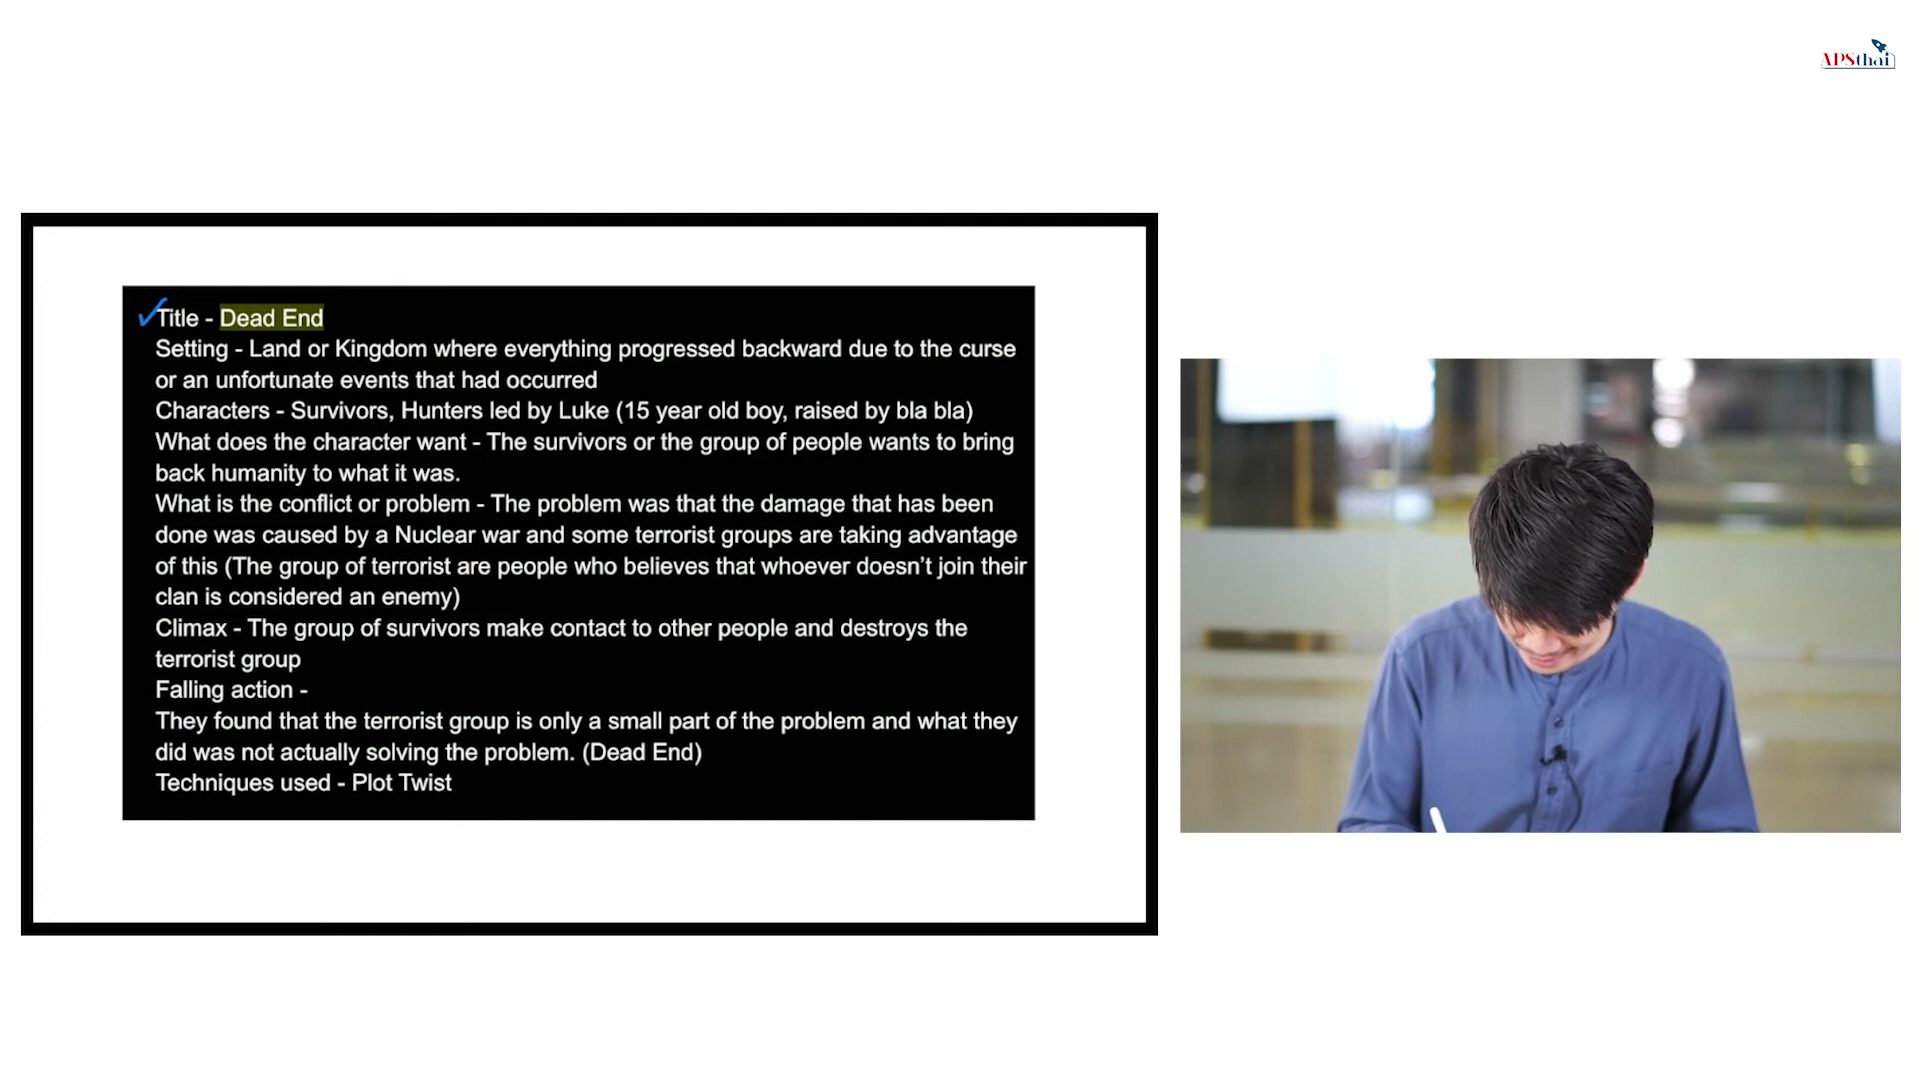 APSthai
Title - Dead End
Setting - Land or Kingdom where everything progressed backward due to the curse
or an unfortunate events that had occurred
Characters - Survivors, Hunters led by Luke (15 year old boy, raised by bla bla)
What does the character want - The survivors or the group of people wants to bring
back humanity to what it was.
What is the conflict or problem - The problem was that the damage that has been
done was caused by a Nuclear war and some terrorist groups are taking advantage
of this (The group of terrorist are people who believes that whoever doesn’t join their
clan is considered an enemy)
Climax - The group of survivors make contact to other people and destroys the
terrorist group
Falling action -
They found that the terrorist group is only a small part of the problem and what they
did was not actually solving the problem. (Dead End)
Techniques used - Plot Twist